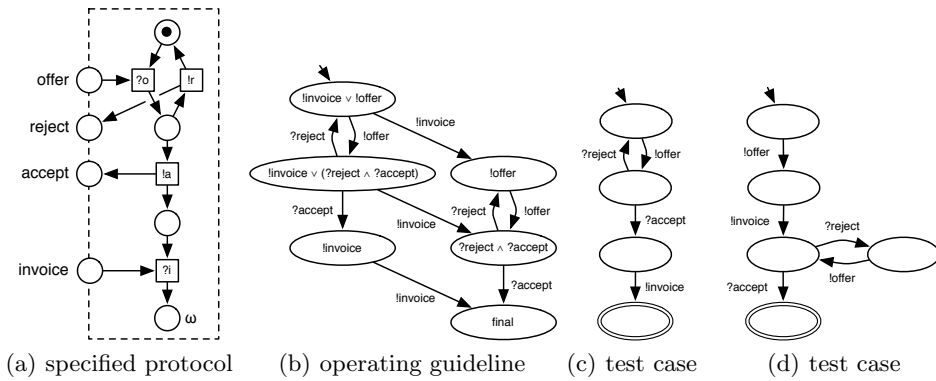 offer
?o
!r
reject
accept
!a
invoice
?i
ω
(a) specified protocol
!invoice ∨ !offer
!invoice
?reject
!offer
!invoice ∨ (?reject ∧ ?accept)
!offer
?accept
!invoice
?reject
!offer
!invoice
?reject ∧ ?accept
!invoice
?accept
final
(b) operating guideline
?reject
!offer
?accept
!invoice
(c) test case
!offer
!invoice
?reject
!offer
?accept
(d) test case